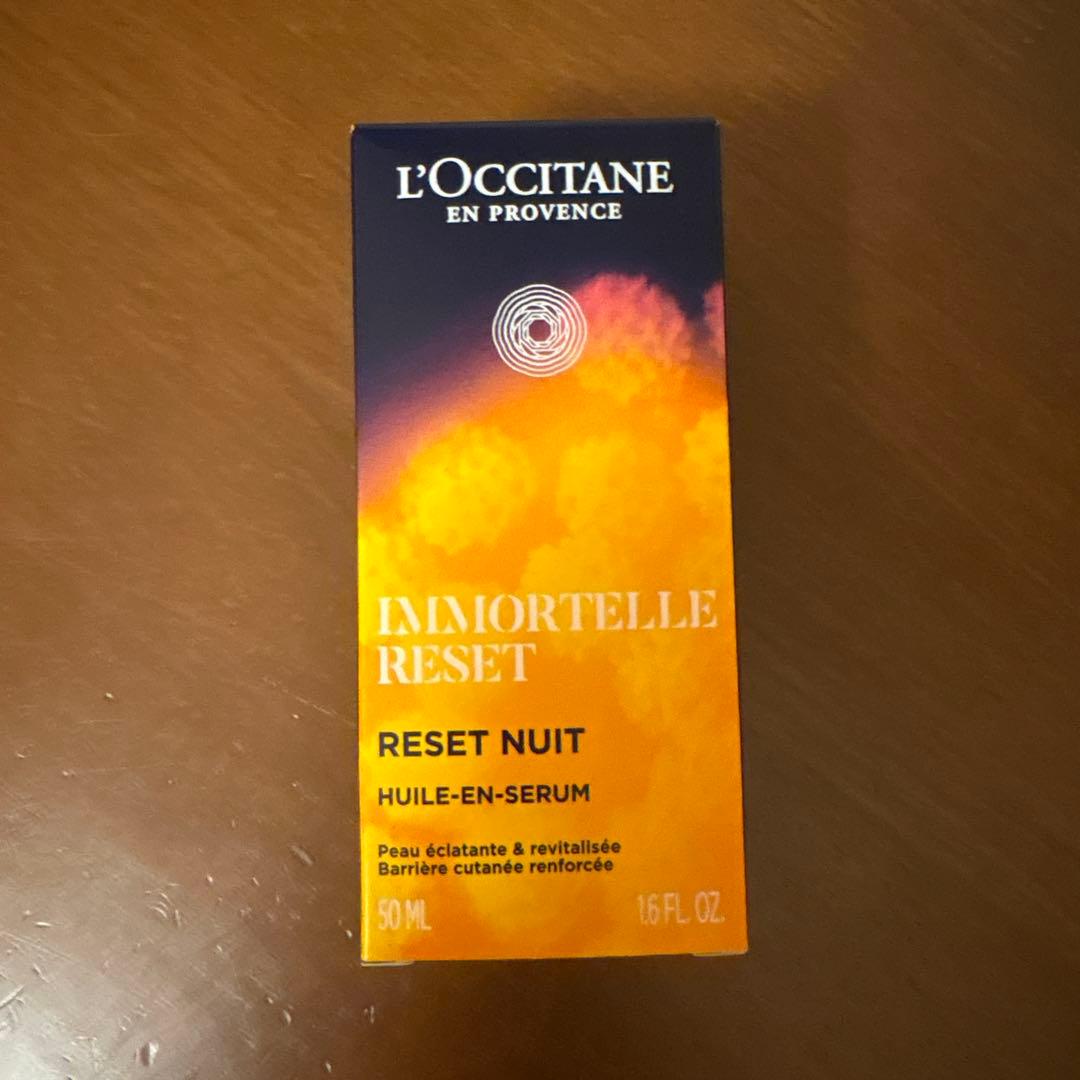 L'OCCITANE
EN PROVENCE
IMMORTELLE
RESET
RESET NUIT
HUILE-EN-SERUM
Peau éclatante & revitalisée
Barrière cutanée renforcée
50 ML 1.6 FL. OZ.